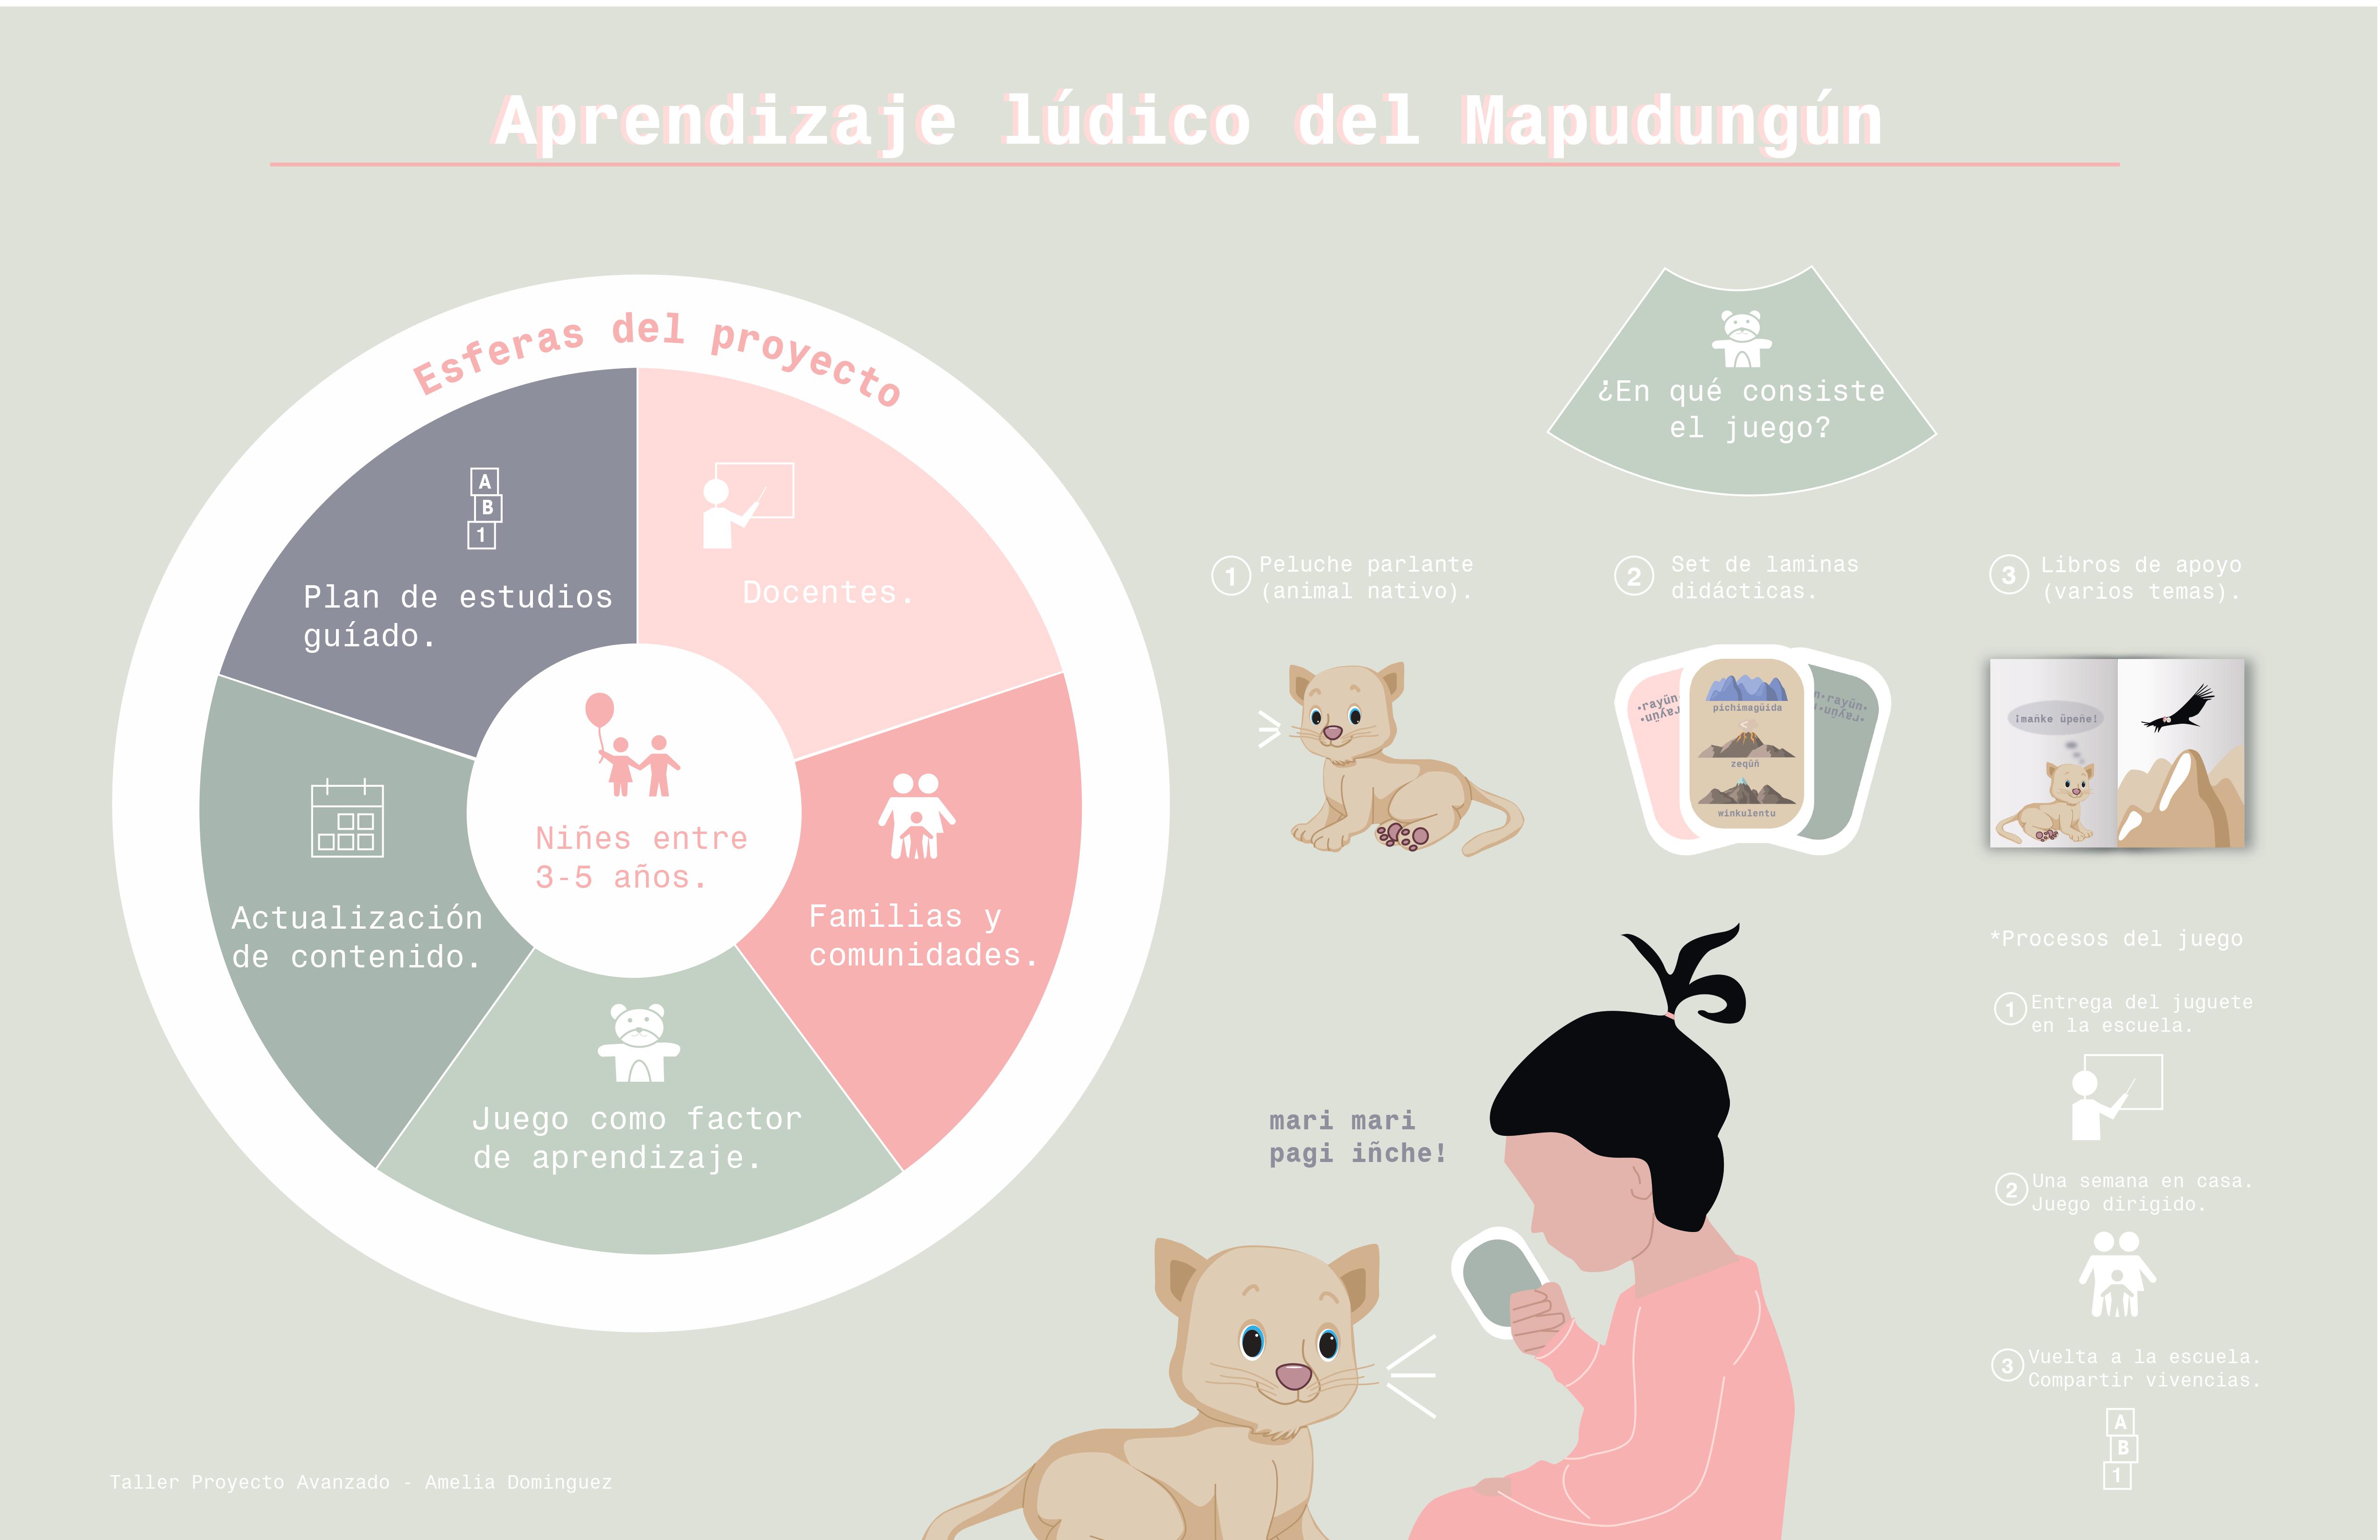 Aprendizaje lúdico del Mapudungún
Esferas del proyecto
A
B
1
Plan de estudios
guíado.
Docentes.
Niñes entre
3-5 años.
Familias y
comunidades.
Actualización
de contenido.
Juego como factor
de aprendizaje.
¿En qué consiste
el juego?
1 Peluche parlante
(animal nativo).
2 Set de laminas
didácticas.
3 Libros de apoyo
(varios temas).
•rayün•
•rayün•
pichimagüida
zeqüñ
winkulentu
•rayün•
•rayün•
¡manke üpeñe!
mari mari
pagi iñche!
*Procesos del juego
1 Entrega del juguete
en la escuela.
2 Una semana en casa.
Juego dirigido.
3 Vuelta a la escuela.
Compartir vivencias.
A
B
1
Taller Proyecto Avanzado - Amelia Dominguez